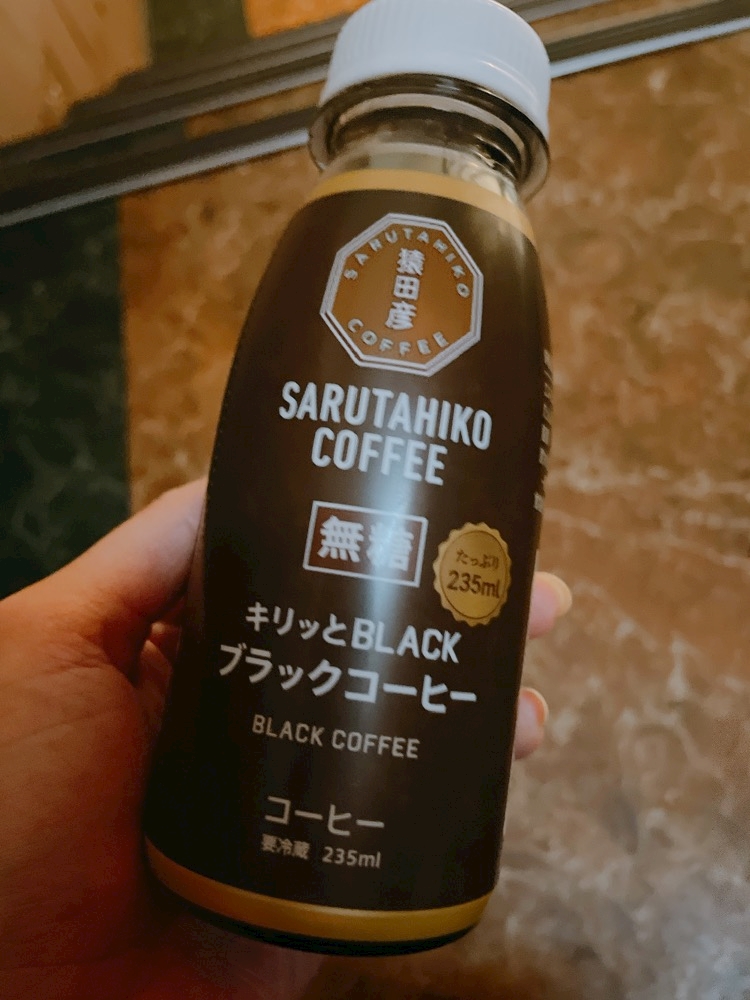 SARUTAHIKO
猿田彦
COFFEE
SARUTAHIKO
COFFEE
無糖
たっぷり
235ml
キリッとBLACK
ブラックコーヒー
BLACK COFFEE
コーヒー
要冷蔵 235ml